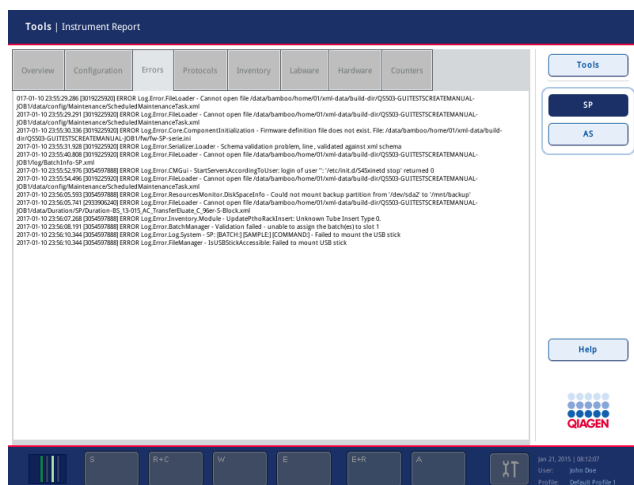 Tools | Instrument Report
Overview
Configuration
Errors
Protocols
Inventory
Labware
Hardware
Counters
017-01-10 23:55:29.286 [3019225920] ERROR Log.Error.FileLoader - Cannot open file /data/bamboo/home/01/xml-data/build-dir/QS503-GUITESTSCREATEMANUAL-
JOB1/data/config/Maintenance/ScheduledMaintenanceTask.xml
2017-01-10 23:55:29.291 [3019225920] ERROR Log.Error.FileLoader - Cannot open file /data/bamboo/home/01/xml-data/build-dir/QS503-GUITESTSCREATEMANUAL-
JOB1/data/config/Maintenance/ScheduledMaintenanceTask.xml
2017-01-10 23:55:30.336 [3019225920] ERROR Log.Error.Core.ComponentInitialization - Firmware definition file does not exist. File: /data/bamboo/home/01/xml-data/build-
dir/QS503-GUITESTSCREATEMANUAL-JOB1/fw/fw-SP-serie.ini
2017-01-10 23:55:31.928 [3019225920] ERROR Log.Error.Serializer.Loader - Schema validation problem, line , validated against xml schema
2017-01-10 23:55:40.808 [3019225920] ERROR Log.Error.FileLoader - Cannot open file /data/bamboo/home/01/xml-data/build-dir/QS503-GUITESTSCREATEMANUAL-
JOB1/log/BatchInfo-SP.xml
2017-01-10 23:55:52.976 [3054597888] ERROR Log.Error.CMGui - StartServersAccordingToUser: login of user '': '/etc/init.d/S45xinetd stop' returned 0
2017-01-10 23:55:54.496 [3019225920] ERROR Log.Error.FileLoader - Cannot open file /data/bamboo/home/01/xml-data/build-dir/QS503-GUITESTSCREATEMANUAL-
JOB1/data/config/Maintenance/ScheduledMaintenanceTask.xml
2017-01-10 23:56:05.593 [3054597888] ERROR Log.Error.ResourcesMonitor.DiskSpaceInfo - Could not mount backup partition from '/dev/sda2' to '/mnt/backup'
2017-01-10 23:56:05.741 [2933906240] ERROR Log.Error.FileLoader - Cannot open file /data/bamboo/home/01/xml-data/build-dir/QS503-GUITESTSCREATEMANUAL-
JOB1/data/Duration/SP/Duration-BS_13-015_AC_TransferEluate_C_96er-S-Block.xml
2017-01-10 23:56:07.268 [3054597888] ERROR Log.Error.Inventory.Module - UpdatePthoRackInsert: Unknown Tube Insert Type 0.
2017-01-10 23:56:08.191 [3054597888] ERROR Log.Error.BatchManager - Validation failed - unable to assign the batch(es) to slot 1
2017-01-10 23:56:10.344 [3054597888] ERROR Log.Error.Log.System - SP: [BATCH:] [SAMPLE:] [COMMAND:] - Failed to mount the USB stick
2017-01-10 23:56:10.344 [3054597888] ERROR Log.Error.FileManager - IsUSBStickAccessible: Failed to mount USB stick
Tools
SP
AS
Help
QIAGEN
S
R+C
W
E
E+R
A
Jan 21, 2015 | 08:12:07
User: John Doe
Profile: Default Profile 1